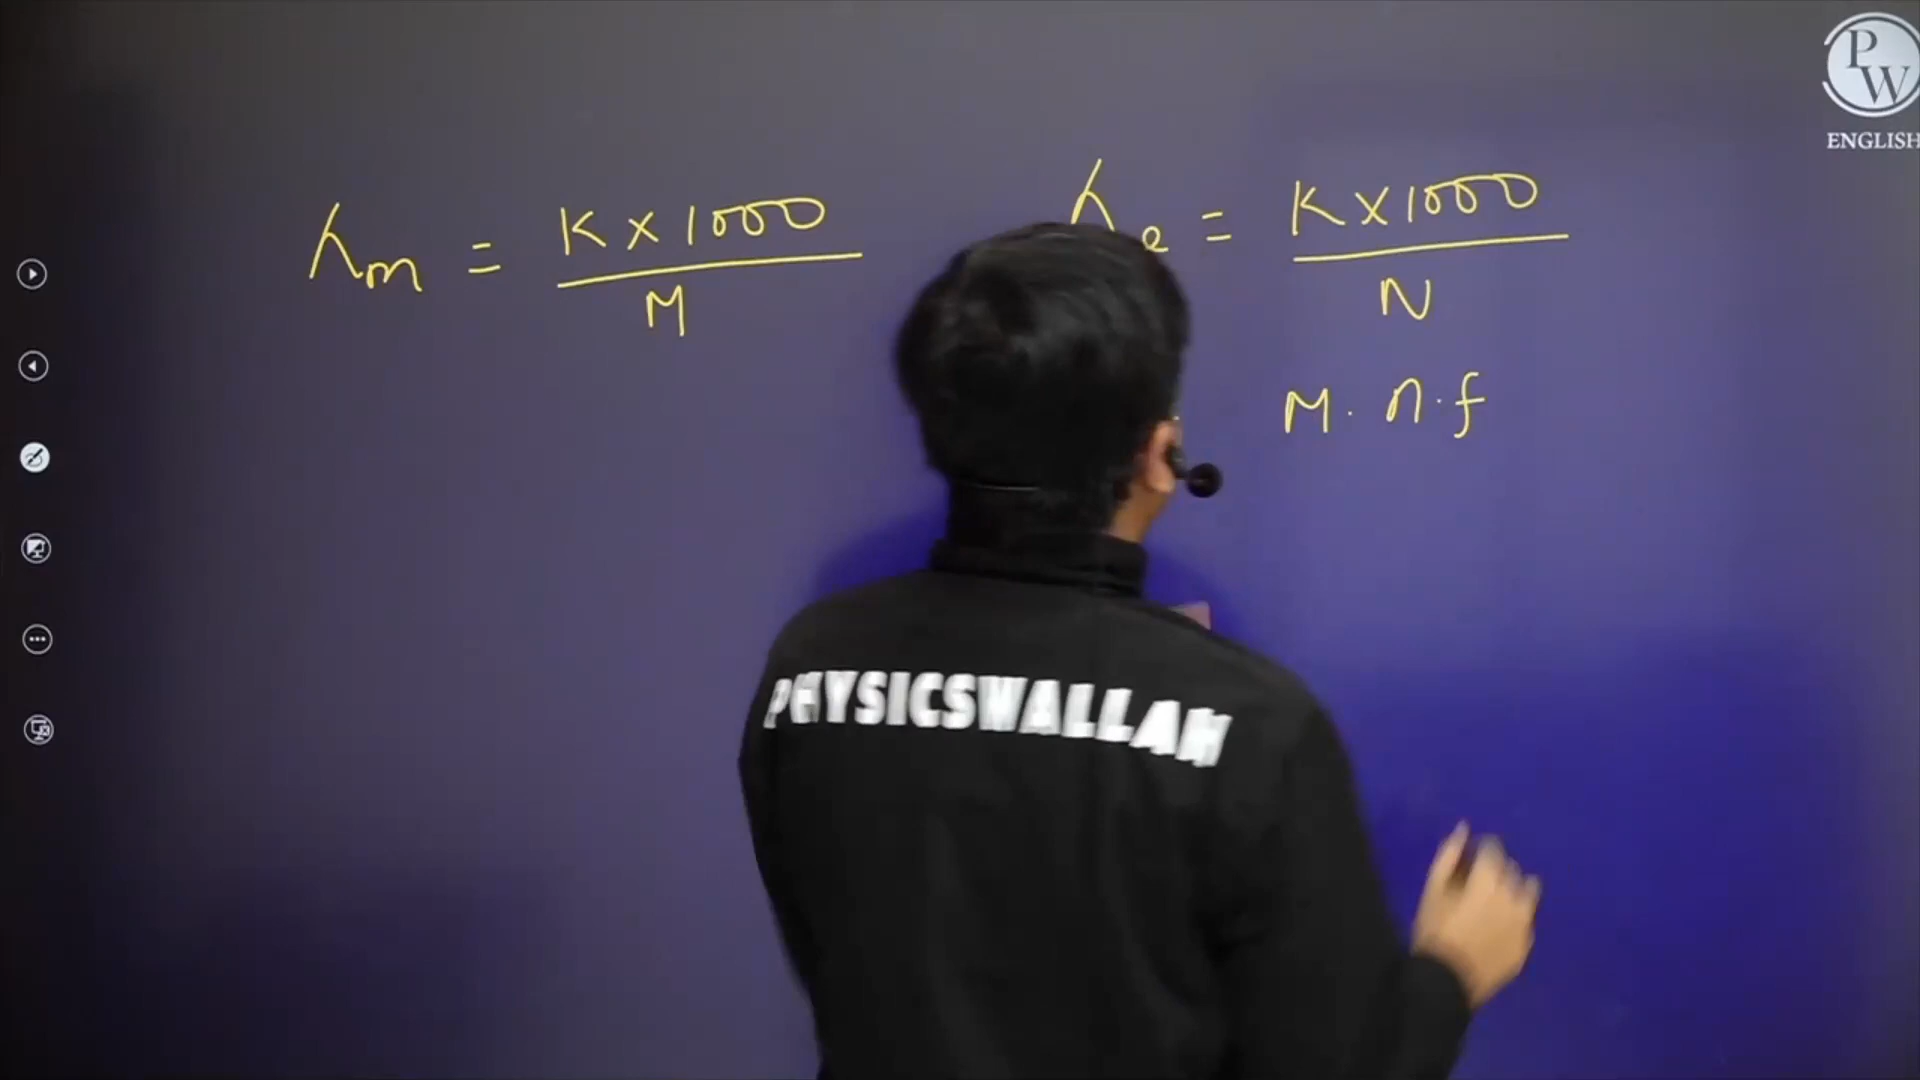 PW
ENGLISH
λm = K×1000 / M
λe = K×1000 / N
M. n.f
PHYSICSWALLAH